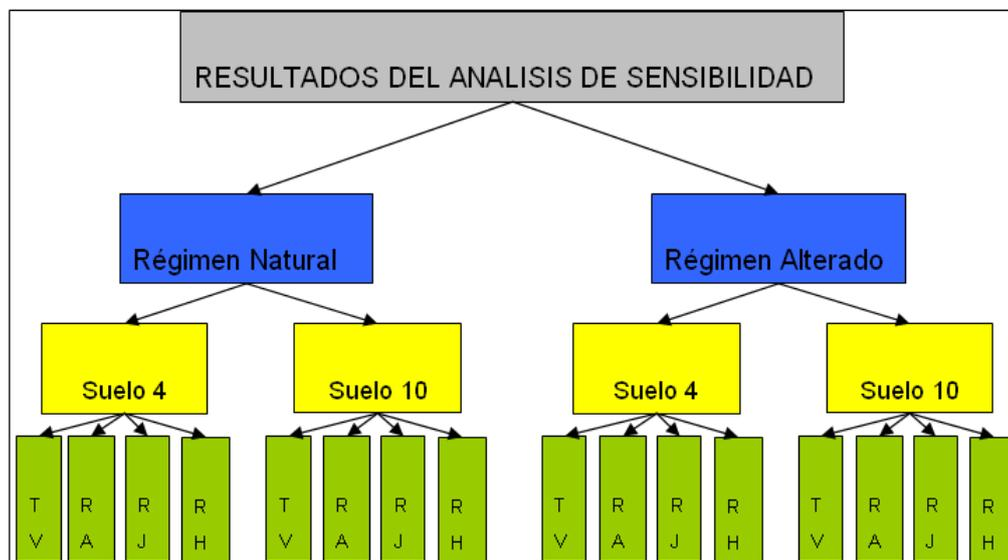 RESULTADOS DEL ANALISIS DE SENSIBILIDAD
Régimen Natural
Régimen Alterado
Suelo 4
Suelo 10
Suelo 4
Suelo 10
T R R R T R R R T R R R T R R R
V A J H V A J H V A J H V A J H